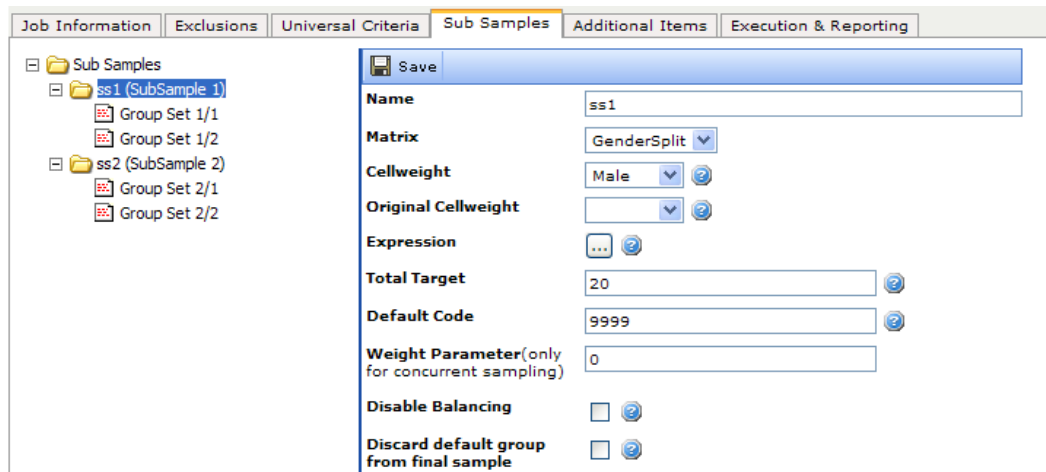 Job Information Exclusions Universal Criteria Sub Samples Additional Items Execution & Reporting
Sub Samples
ss1 (SubSample 1)
Group Set 1/1
Group Set 1/2
ss2 (SubSample 2)
Group Set 2/1
Group Set 2/2
Save
Name ss1
Matrix GenderSplit
Cellweight Male ?
Original Cellweight ?
Expression ... ?
Total Target 20 ?
Default Code 9999 ?
Weight Parameter(only
for concurrent sampling) 0
Disable Balancing ?
Discard default group
from final sample ?